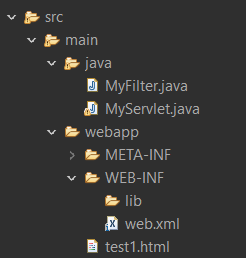 src
main
java
MyFilter.java
MyServlet.java
webapp
META-INF
WEB-INF
lib
web.xml
test1.html